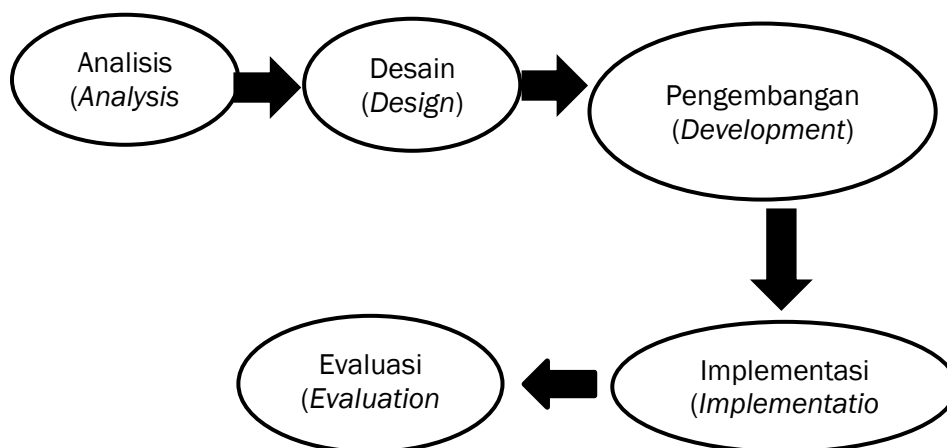 Analisis
(Analysis
Desain
(Design)
Pengembangan
(Development)
Implementasi
(Implementatio
Evaluasi
(Evaluation